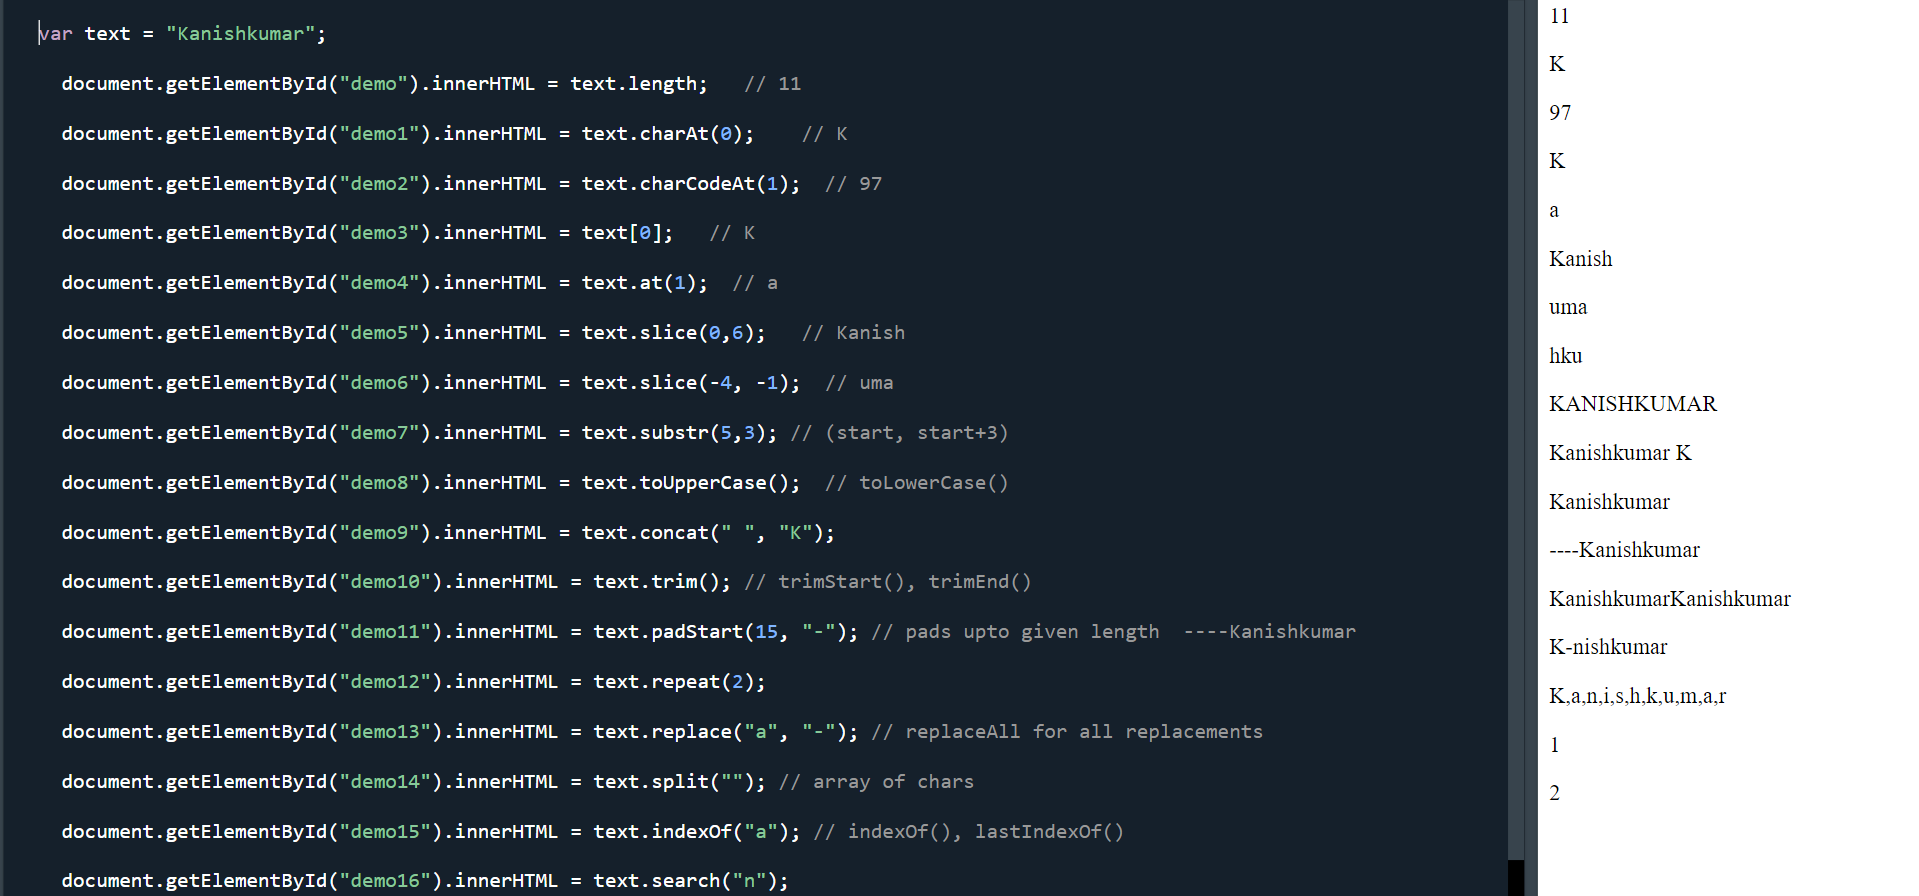 var text = "Kanishkumar";
document.getElementById("demo").innerHTML = text.length;   // 11
document.getElementById("demo1").innerHTML = text.charAt(0);    // K
document.getElementById("demo2").innerHTML = text.charCodeAt(1);  // 97
document.getElementById("demo3").innerHTML = text[0];   // K
document.getElementById("demo4").innerHTML = text.at(1);  // a
document.getElementById("demo5").innerHTML = text.slice(0,6);   // Kanish
document.getElementById("demo6").innerHTML = text.slice(-4, -1);  // uma
document.getElementById("demo7").innerHTML = text.substr(5,3); // (start, start+3)
document.getElementById("demo8").innerHTML = text.toUpperCase();  // toLowerCase()
document.getElementById("demo9").innerHTML = text.concat(" ", "K");
document.getElementById("demo10").innerHTML = text.trim(); // trimStart(), trimEnd()
document.getElementById("demo11").innerHTML = text.padStart(15, "-"); // pads upto given length  ----Kanishkumar
document.getElementById("demo12").innerHTML = text.repeat(2);
document.getElementById("demo13").innerHTML = text.replace("a", "-"); // replaceAll for all replacements
document.getElementById("demo14").innerHTML = text.split(""); // array of chars
document.getElementById("demo15").innerHTML = text.indexOf("a"); // indexOf(), lastIndexOf()
document.getElementById("demo16").innerHTML = text.search("n");
11
K
97
K
a
Kanish
uma
hku
KANISHKUMAR
Kanishkumar K
Kanishkumar
----Kanishkumar
KanishkumarKanishkumar
K-nishkumar
K,a,n,i,s,h,k,u,m,a,r
1
2